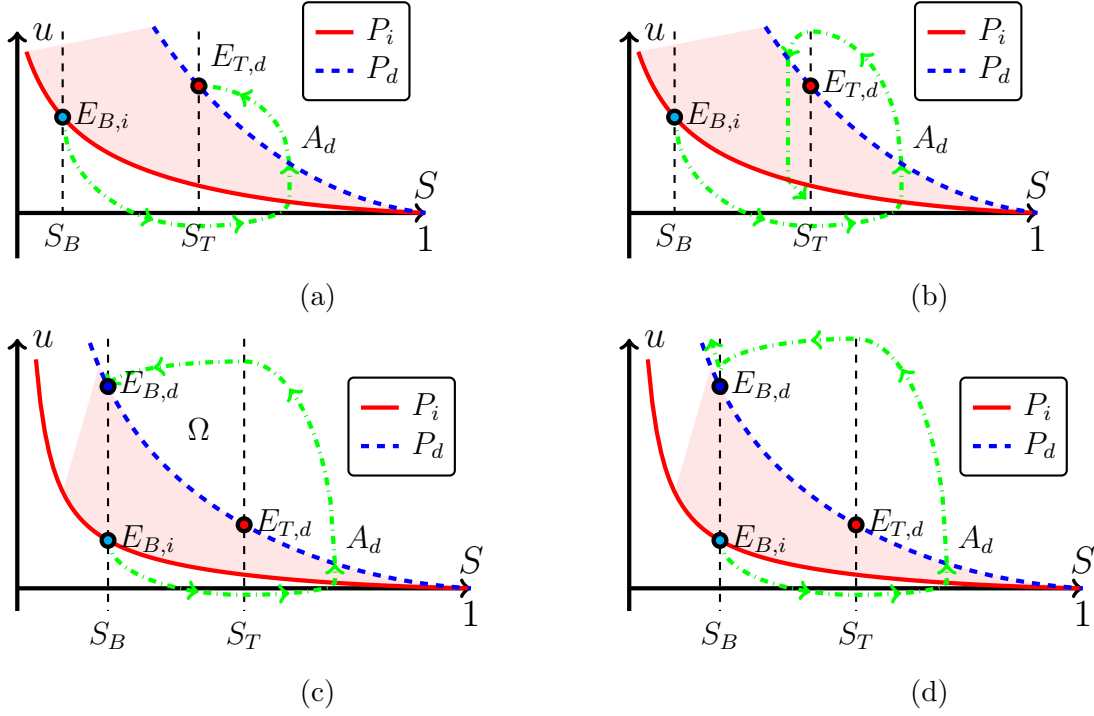 u
P_i
P_d
E_{T,d}
E_{B,i}
A_d
S
S_B
S_T
1
(a)
u
P_i
P_d
E_{T,d}
E_{B,i}
A_d
S
S_B
S_T
1
(b)
u
E_{B,d}
Ω
P_i
P_d
E_{T,d}
E_{B,i}
A_d
S
S_B
S_T
1
(c)
u
E_{B,d}
P_i
P_d
E_{T,d}
E_{B,i}
A_d
S
S_B
S_T
1
(d)